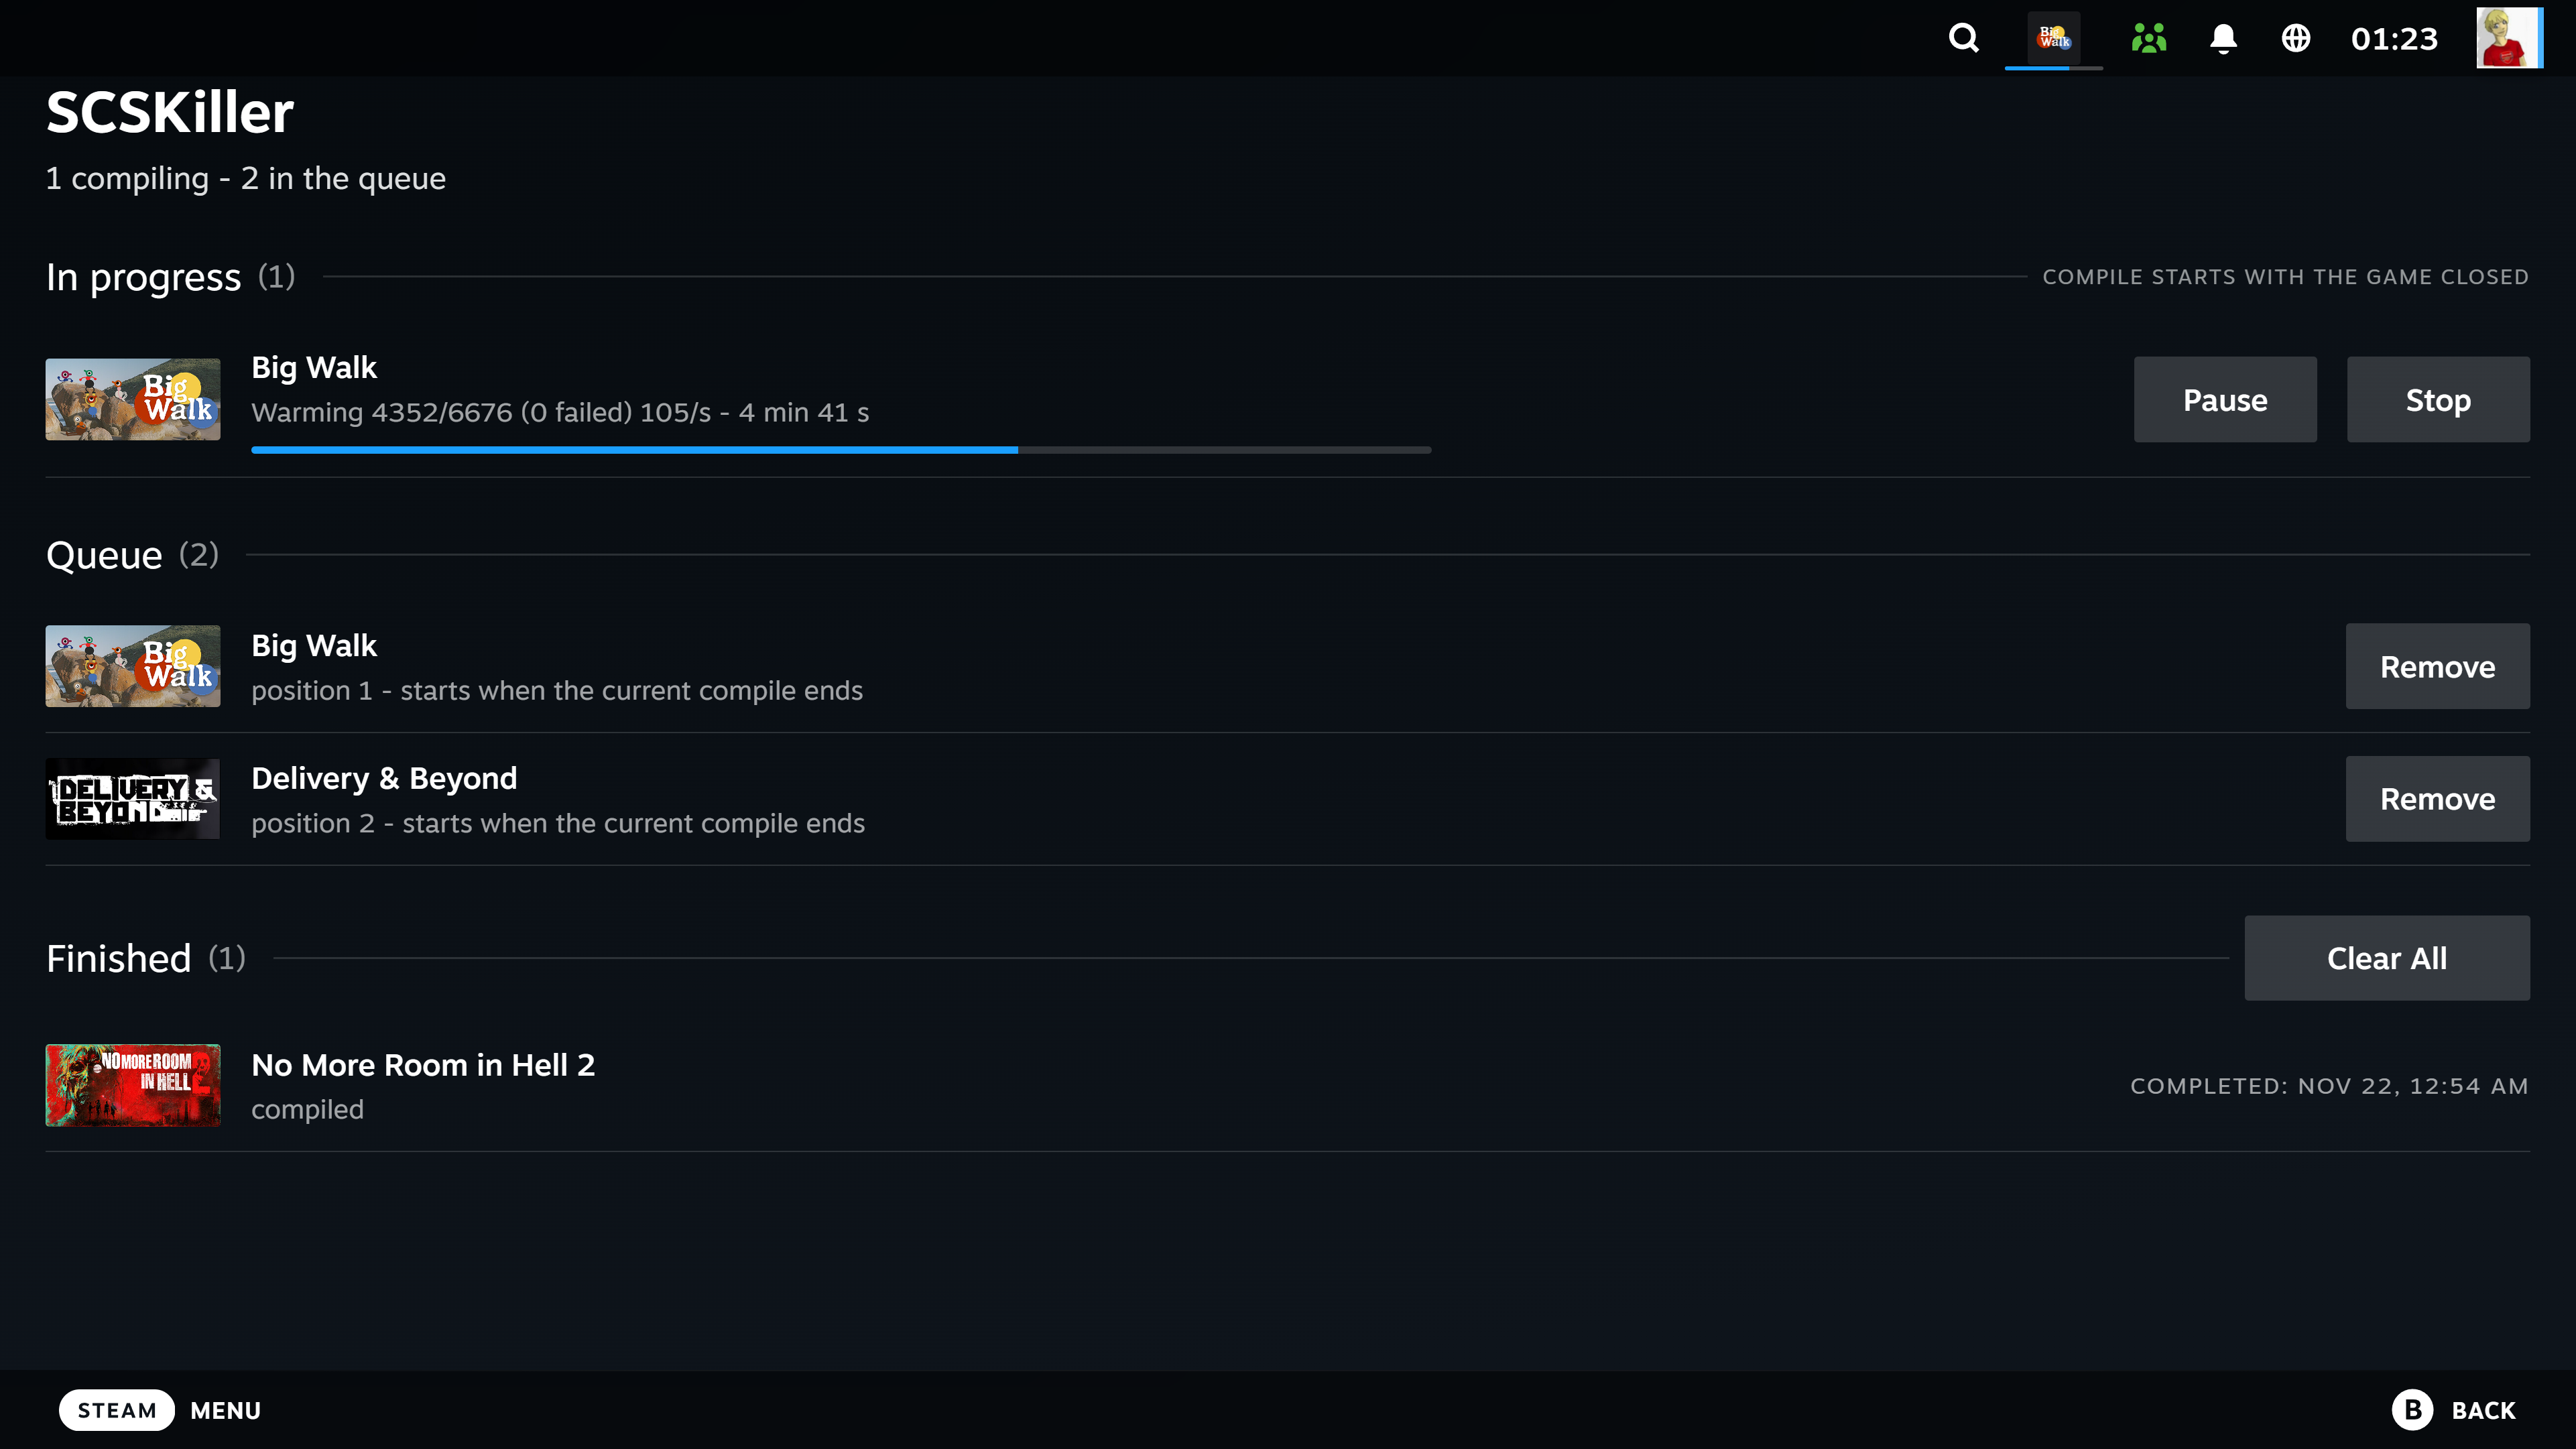 Big Walk
01:23
SCSKiller
1 compiling - 2 in the queue
In progress (1)
COMPILE STARTS WITH THE GAME CLOSED
Big Walk
Big Walk
Warming 4352/6676 (0 failed) 105/s - 4 min 41 s
Pause
Stop
Queue (2)
Big Walk
Big Walk
position 1 - starts when the current compile ends
Remove
DELIVERY & BEYOND
Delivery & Beyond
position 2 - starts when the current compile ends
Remove
Finished (1)
Clear All
NO MORE ROOM IN HELL 2
No More Room in Hell 2
compiled
COMPLETED: NOV 22, 12:54 AM
STEAM MENU
B BACK